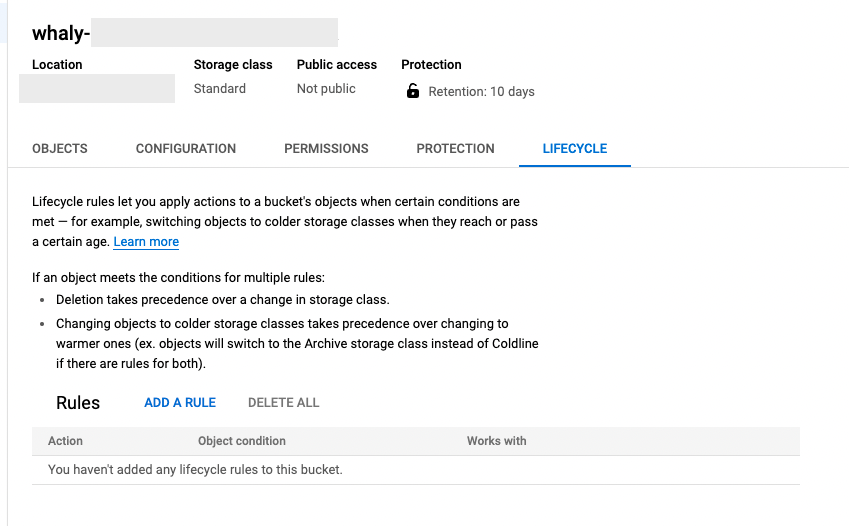 whaly-
Location
Storage class
Public access
Protection
Standard
Not public
Retention: 10 days
OBJECTS
CONFIGURATION
PERMISSIONS
PROTECTION
LIFECYCLE
Lifecycle rules let you apply actions to a bucket's objects when certain conditions are
met — for example, switching objects to colder storage classes when they reach or pass
a certain age. Learn more
If an object meets the conditions for multiple rules:
• Deletion takes precedence over a change in storage class.
• Changing objects to colder storage classes takes precedence over changing to
warmer ones (ex. objects will switch to the Archive storage class instead of Coldline
if there are rules for both).
Rules
ADD A RULE
DELETE ALL
Action
Object condition
Works with
You haven't added any lifecycle rules to this bucket.